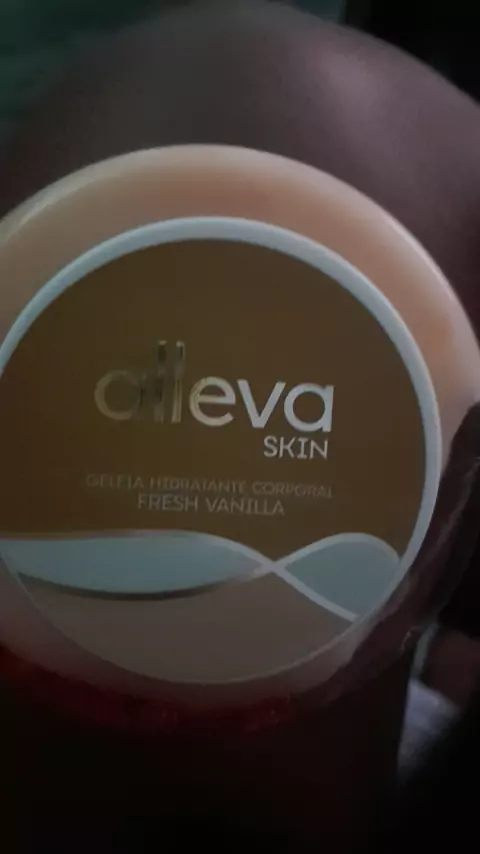 alleva
SKIN
GELEIA HIDRATANTE CORPORAL
FRESH VANILLA